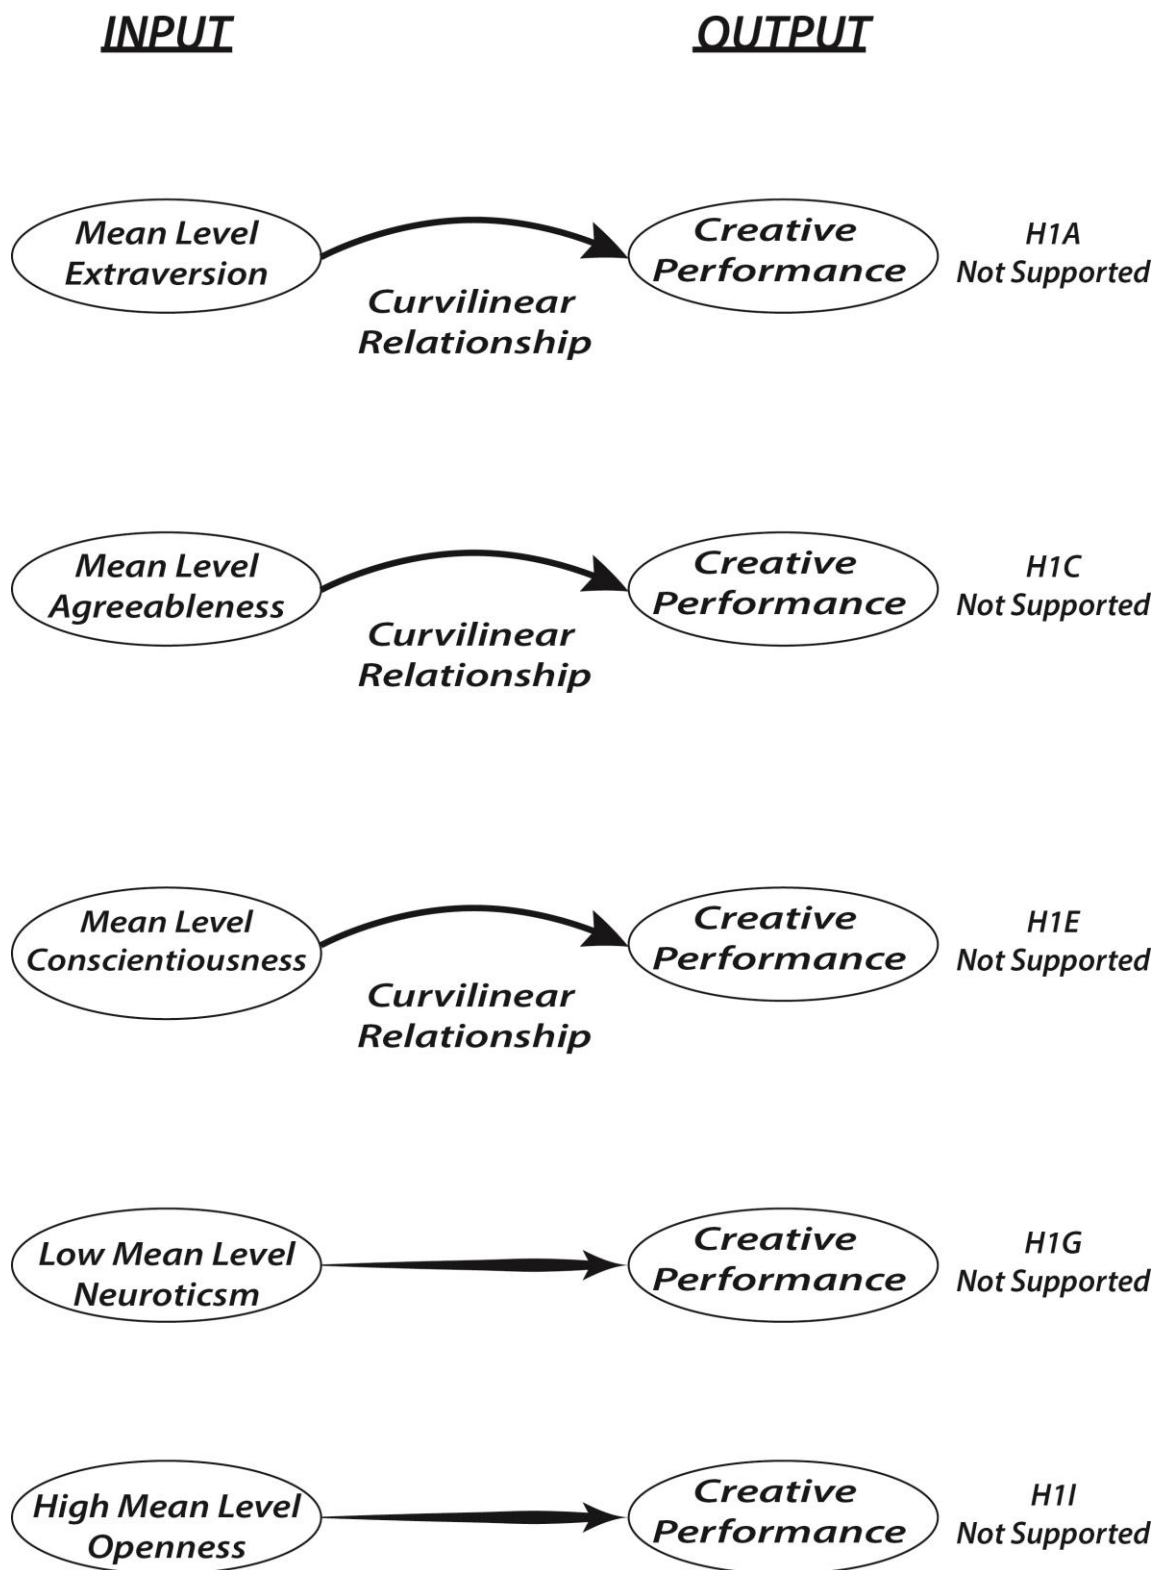 INPUT
OUTPUT
Mean Level
Extraversion
Curvilinear
Relationship
Creative
Performance
H1A
Not Supported
Mean Level
Agreeableness
Curvilinear
Relationship
Creative
Performance
H1C
Not Supported
Mean Level
Conscientiousness
Curvilinear
Relationship
Creative
Performance
H1E
Not Supported
Low Mean Level
Neuroticsm
Creative
Performance
H1G
Not Supported
High Mean Level
Openness
Creative
Performance
H1I
Not Supported